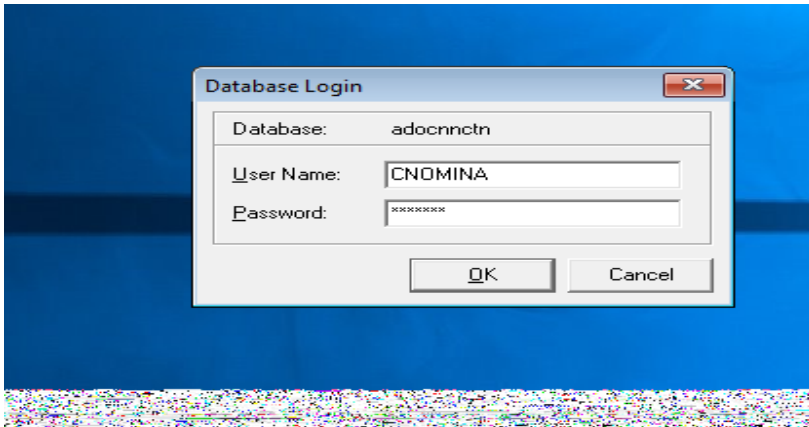 Database Login
Database: adocnnctn
User Name: CNOMINA
Password: *******
OK Cancel